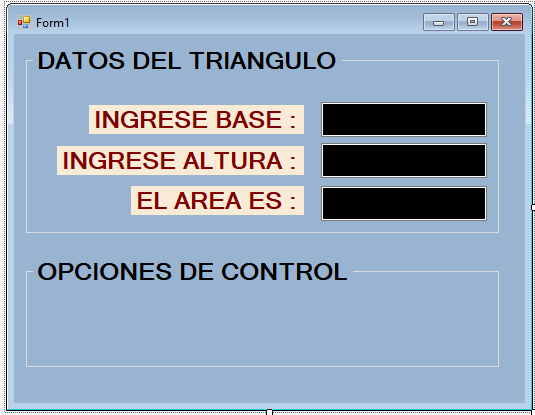 Form1
DATOS DEL TRIANGULO
INGRESE BASE :
INGRESE ALTURA :
EL AREA ES :
OPCIONES DE CONTROL